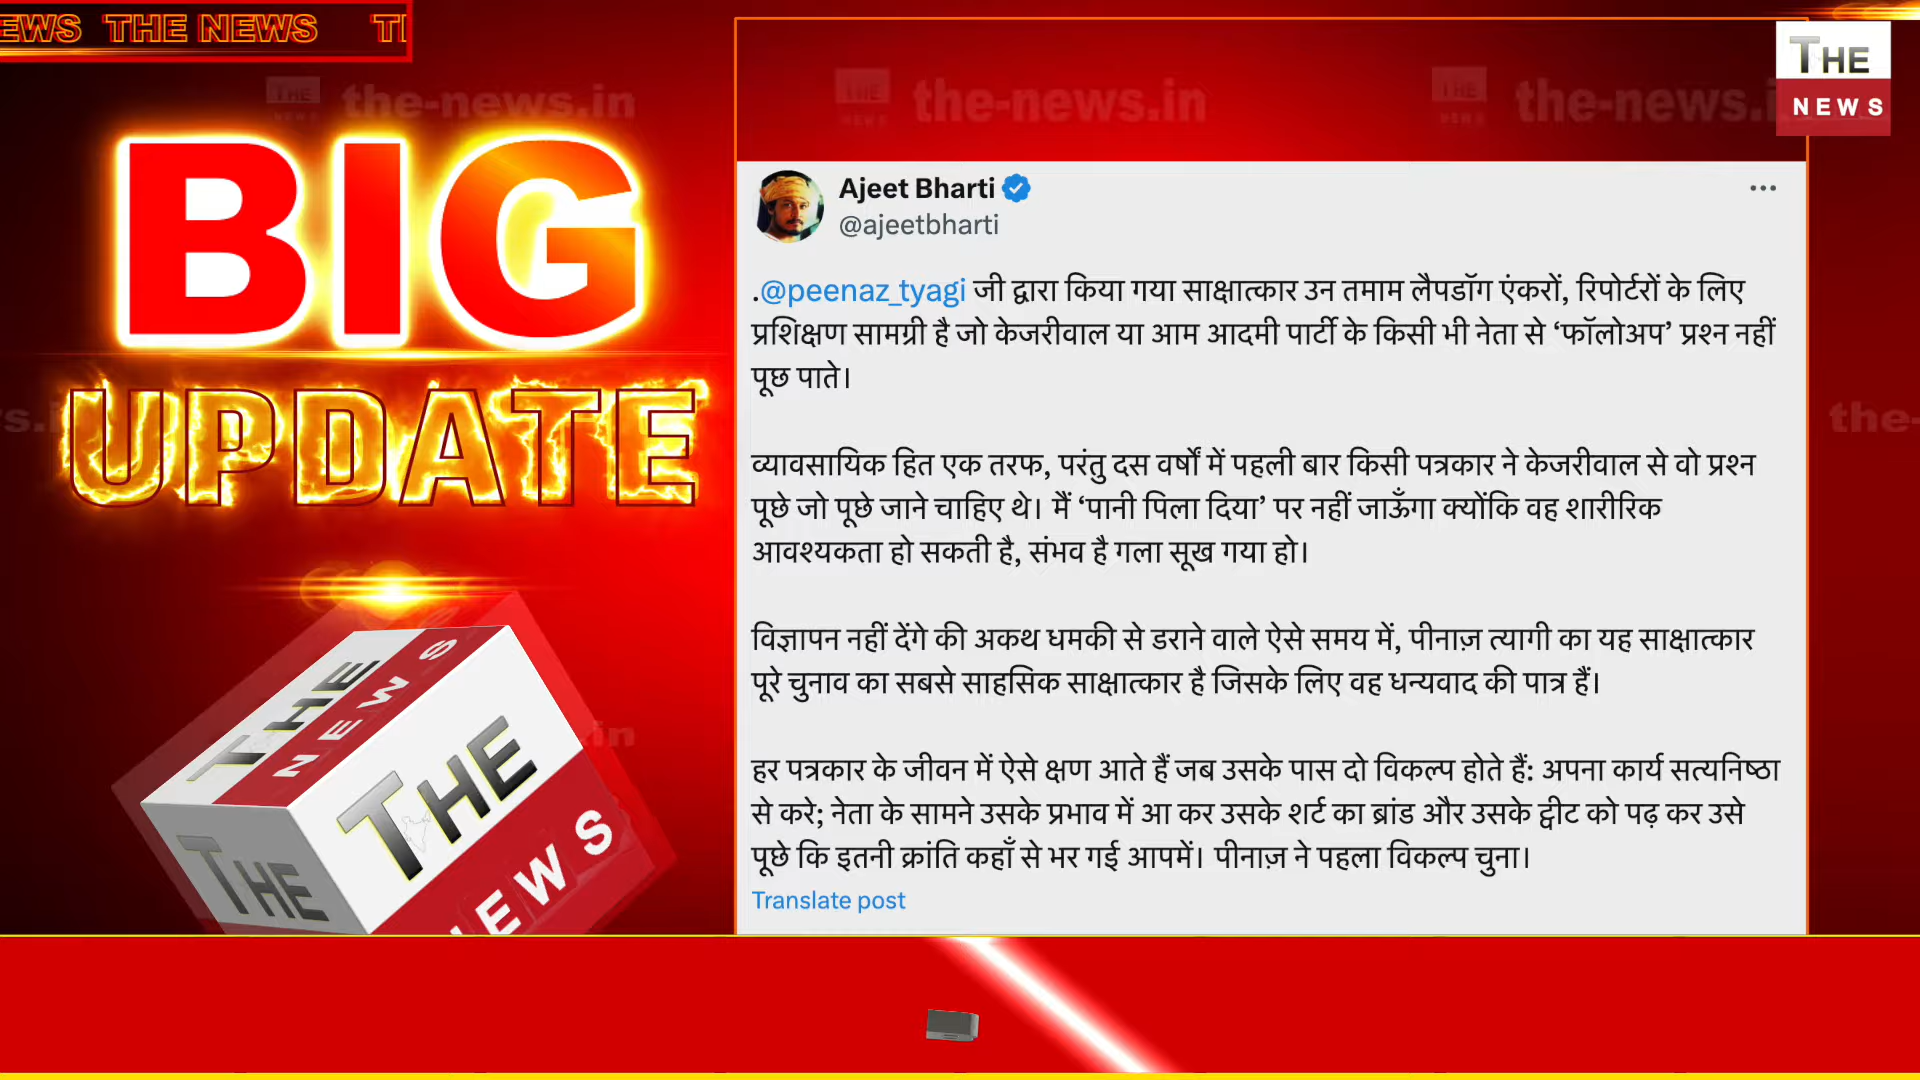 EWS THE NEWS
THE NEWS
the-news.in
the-news.in
the-news.
BIG
UPDATE
THE
NEWS
THE
NEWS
THE
NEWS
THE
Ajeet Bharti
@ajeetbharti
.@peenaz_tyagi जी द्वारा किया गया साक्षात्कार उन तमाम लैपडॉग एंकरों, रिपोर्टरों के लिए
प्रशिक्षण सामग्री है जो केजरीवाल या आम आदमी पार्टी के किसी भी नेता से ‘फॉलोअप’ प्रश्न नहीं
पूछ पाते।
व्यावसायिक हित एक तरफ, परंतु दस वर्षों में पहली बार किसी पत्रकार ने केजरीवाल से वो प्रश्न
पूछे जो पूछे जाने चाहिए थे। मैं ‘पानी पिला दिया’ पर नहीं जाऊँगा क्योंकि वह शारीरिक
आवश्यकता हो सकती है, संभव है गला सूख गया हो।
विज्ञापन नहीं देंगे की अकथ धमकी से डराने वाले ऐसे समय में, पीनाज़ त्यागी का यह साक्षात्कार
पूरे चुनाव का सबसे साहसिक साक्षात्कार है जिसके लिए वह धन्यवाद की पात्र हैं।
हर पत्रकार के जीवन में ऐसे क्षण आते हैं जब उसके पास दो विकल्प होते हैं: अपना कार्य सत्यनिष्ठा
से करे; नेता के सामने उसके प्रभाव में आ कर उसके शर्ट का ब्रांड और उसके ट्वीट को पढ़ कर उसे
पूछे कि इतनी क्रांति कहाँ से भर गई आपमें। पीनाज़ ने पहला विकल्प चुना।
Translate post